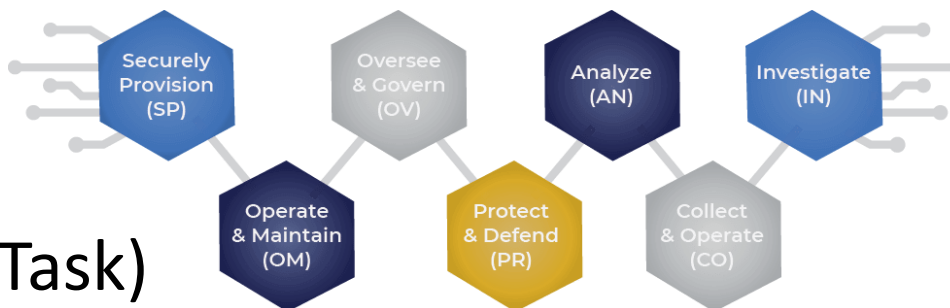 Securely
Provision
(SP)
Oversee
& Govern
(OV)
Analyze
(AN)
Investigate
(IN)
Operate
& Maintain
(OM)
Protect
& Defend
(PR)
Collect
& Operate
(CO)
Task)